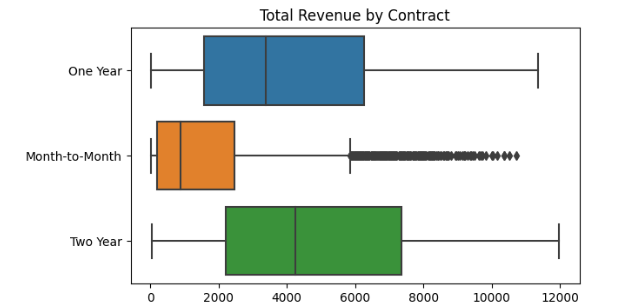 Total Revenue by Contract
One Year
Month-to-Month
Two Year
0 2000 4000 6000 8000 10000 12000